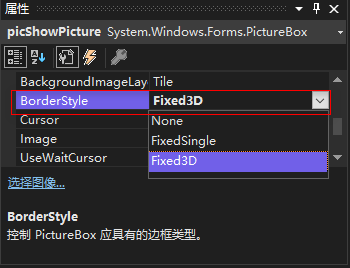 属性
picShowPicture System.Windows.Forms.PictureBox
BackgroundImageLay Tile
BorderStyle Fixed3D
Cursor None
Image FixedSingle
UseWaitCursor Fixed3D
选择图像...
BorderStyle
控制 PictureBox 应具有的边框类型。